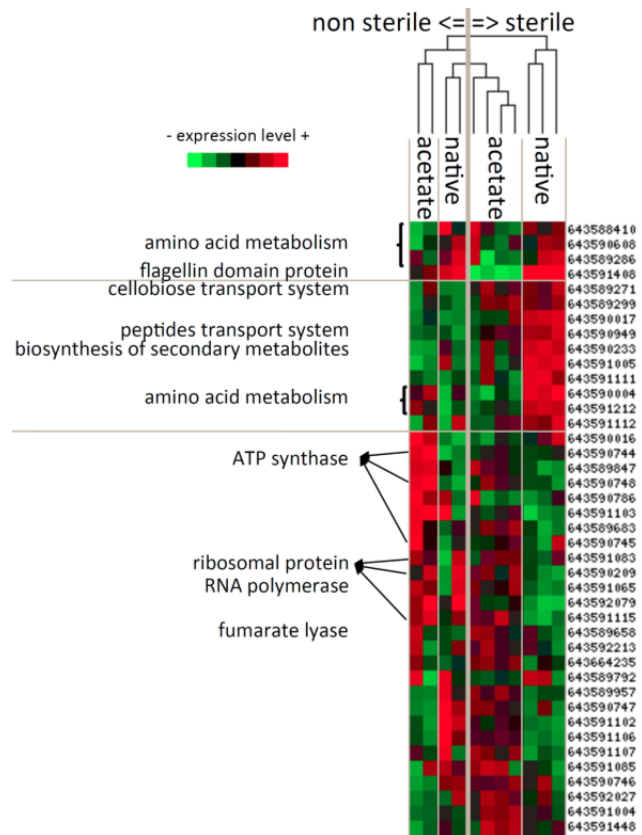 non sterile <= => sterile
- expression level +
acetate
native
acetate
native
amino acid metabolism
flagellin domain protein
cellobiose transport system
peptides transport system
biosynthesis of secondary metabolites
amino acid metabolism
ATP synthase
ribosomal protein
RNA polymerase
fumarate lyase
643588410
643590608
643589286
643591408
643589271
643589299
643590017
643590949
643590233
643591005
643591111
643590004
643591212
643591112
643590016
643590744
643589847
643590748
643590786
643591103
643589683
643590745
643591083
643590209
643591065
643592079
643591115
643589658
643592213
643664235
643589792
643589957
643590747
643591102
643591106
643591107
643591085
643590746
643592027
643591004
643591448